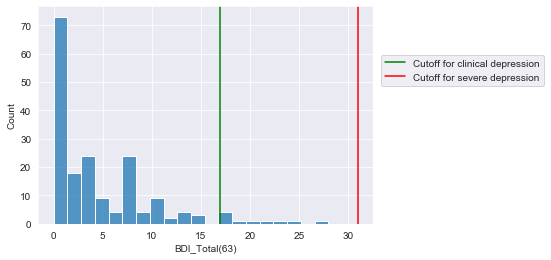 70
60
50
40
30
20
10
0
Count
0 5 10 15 20 25 30
BDI_Total(63)
Cutoff for clinical depression
Cutoff for severe depression